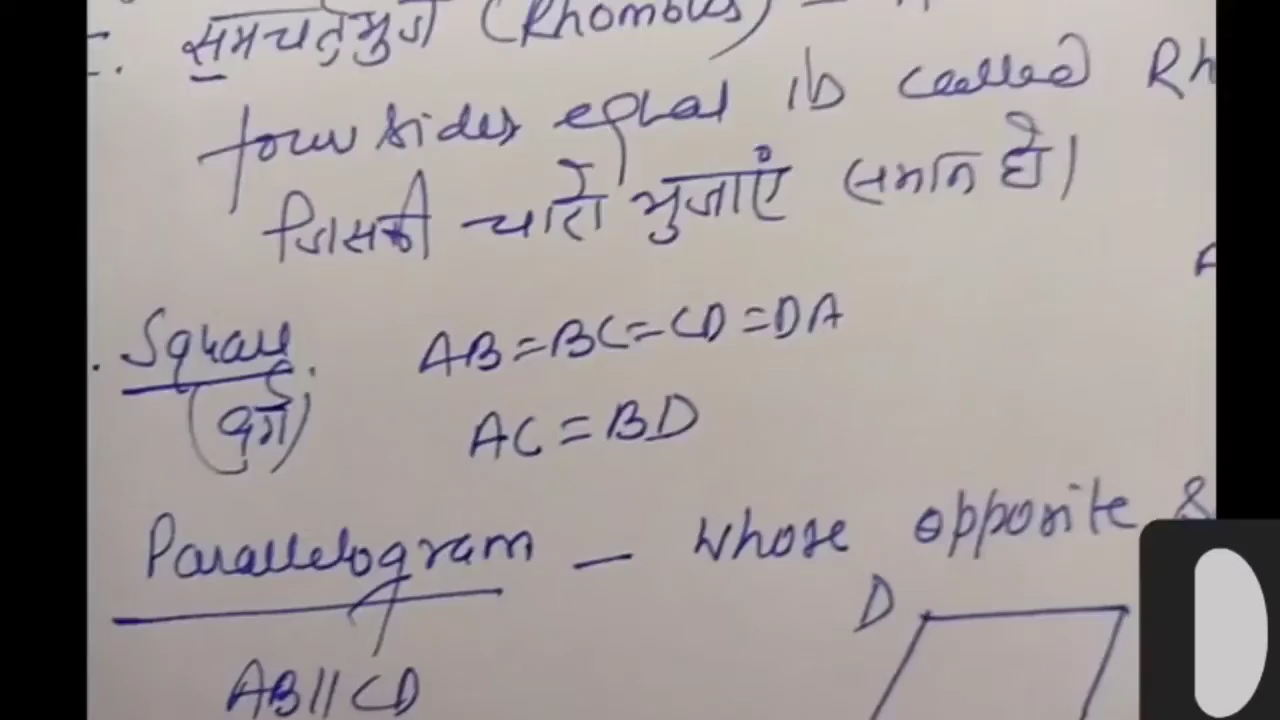 समचतुर्भुज (Rhombus) –
four sides equal is called Rh
जिसकी चारों भुजाएं समान हो।
A
. Square. AB=BC=CD=DA
(वर्ग) AC=BD
Parallelogram – Whose opposite &
D
AB//CD